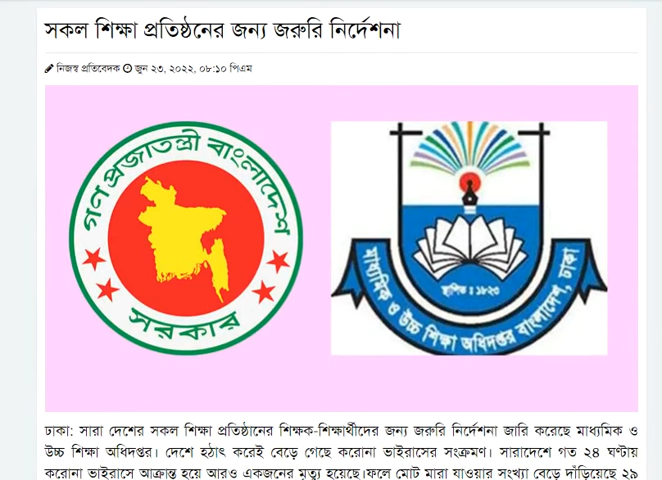 সকল শিক্ষা প্রতিষ্ঠনের জন্য জরুরি নির্দেশনা
নিজস্ব প্রতিবেদক জুন ২৩, ২০২২, ০৮:১০ পিএম
গণপ্রজাতন্ত্রী বাংলাদেশ
সরকার
স্থাপিত : ১৮২৩
মাধ্যমিক ও উচ্চ শিক্ষা অধিদপ্তর বাংলাদেশ, ঢাকা
ঢাকা: সারা দেশের সকল শিক্ষা প্রতিষ্ঠানের শিক্ষক-শিক্ষার্থীদের জন্য জরুরি নির্দেশনা জারি করেছে মাধ্যমিক ও
উচ্চ শিক্ষা অধিদপ্তর। দেশে হঠাৎ করেই বেড়ে গেছে করোনা ভাইরাসের সংক্রমণ। সারাদেশে গত ২৪ ঘণ্টায়
করোনা ভাইরাসে আক্রান্ত হয়ে আরও একজনের মৃত্যু হয়েছে।ফলে মোট মারা যাওয়ার সংখ্যা বেড়ে দাঁড়িয়েছে ২৯